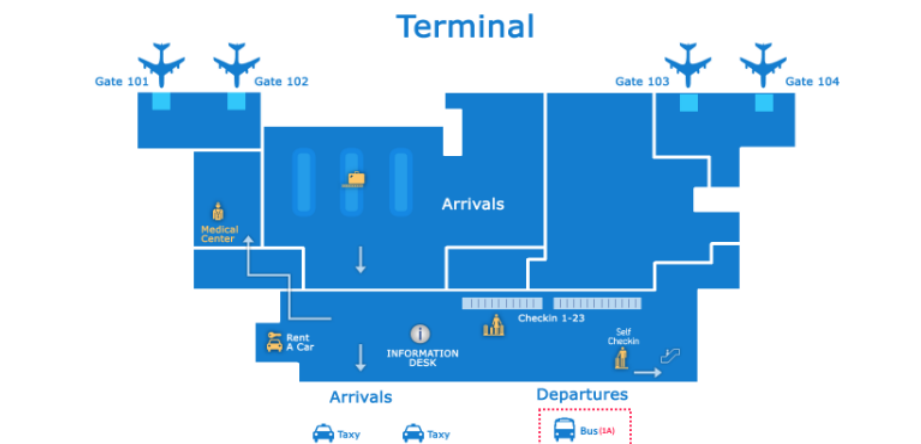 Terminal
Gate 101
Gate 102
Gate 103
Gate 104
Arrivals
Medical
Center
Checkin 1-23
Rent
A Car
i
INFORMATION
DESK
Self
Checkin
Arrivals
Departures
Taxy
Taxy
Bus(1A)